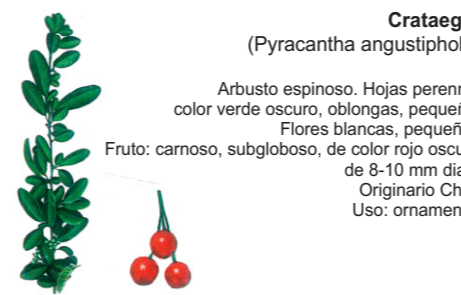 Crataeg
(Pyracantha angustiphol
Arbusto espinoso. Hojas perenn
color verde oscuro, oblongas, pequeñ
Flores blancas, pequeñ
Fruto: carnoso, subgloboso, de color rojo oscu
de 8-10 mm dia
Originario Ch
Uso: ornamen